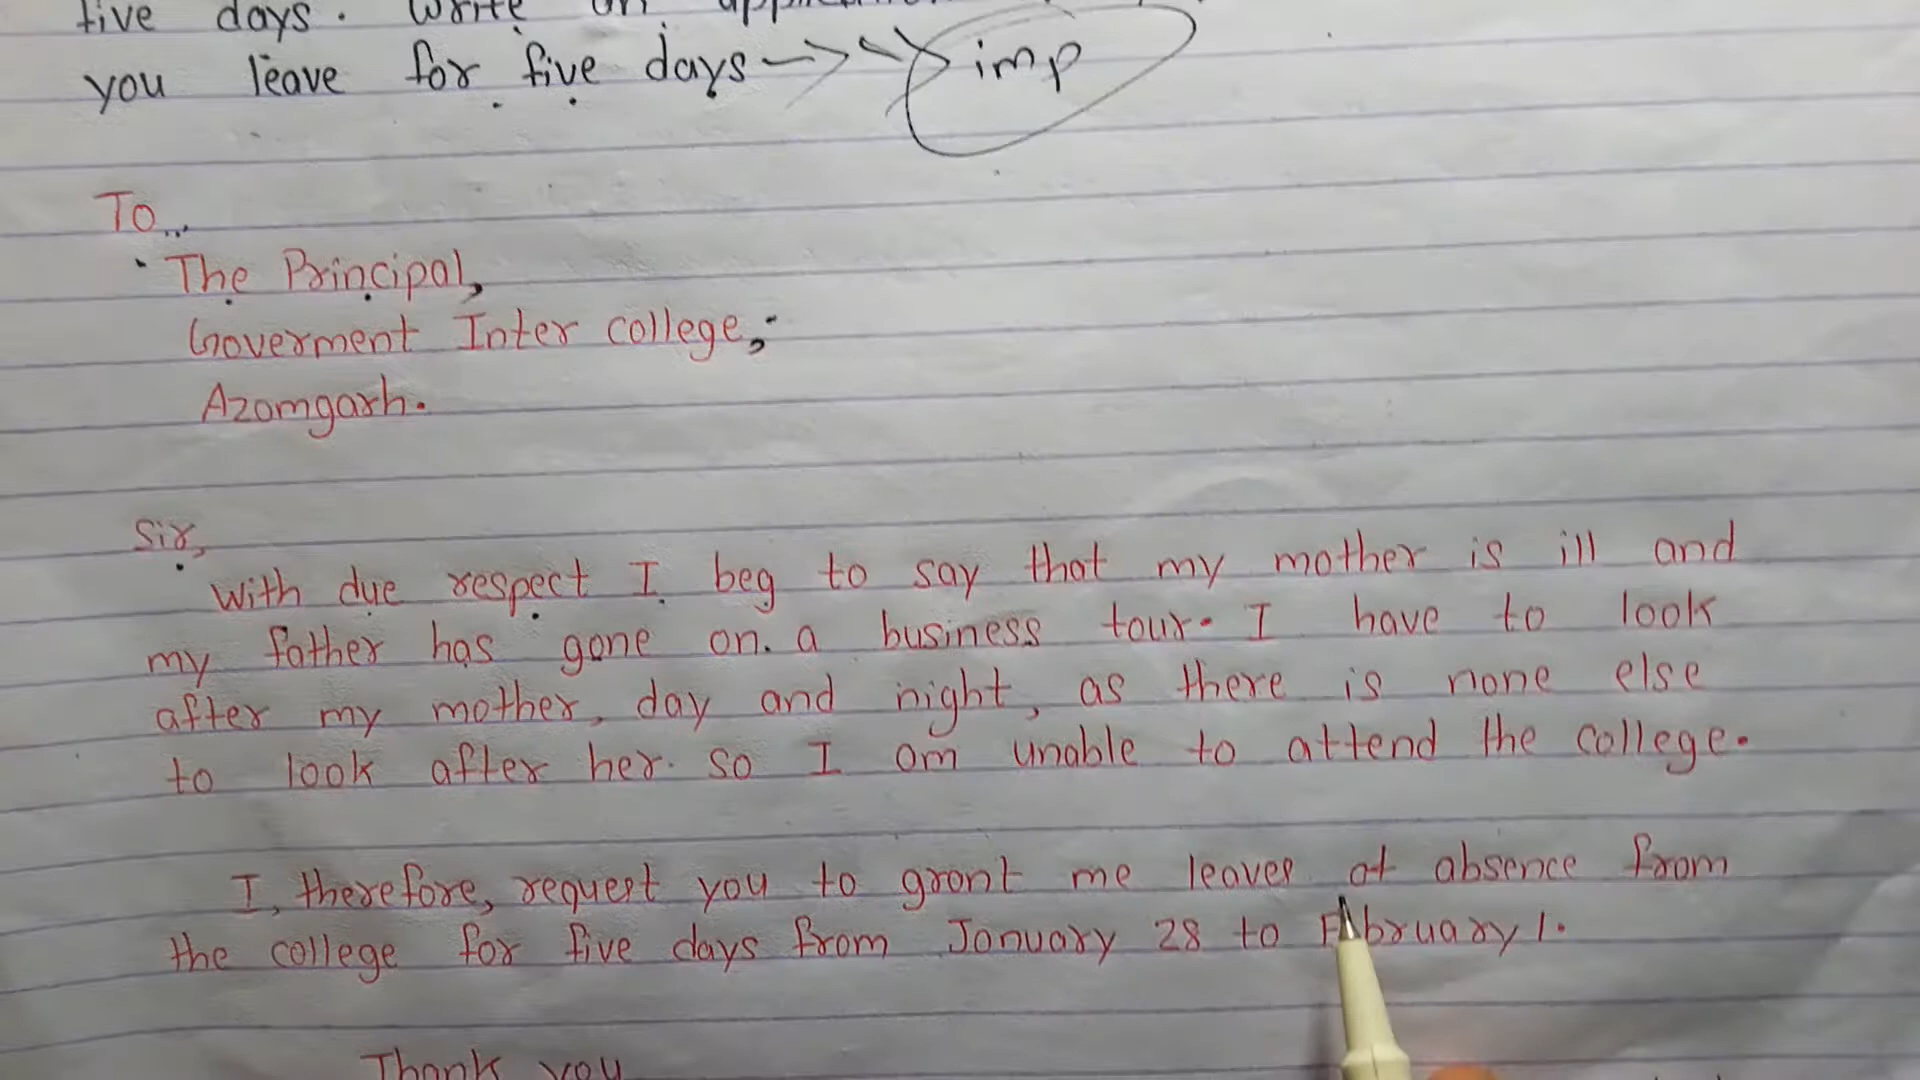 five days. Write an application
you leave for five days → imp
To
The Principal,
Goverment Inter college,
Azamgarh.
Sir,
With due respect I beg to say that my mother is ill and
my father has gone on a business tour. I have to look
after my mother, day and night, as there is none else
to look after her. so I am unable to attend the college.
I, therefore, request you to grant me leaves of absence from
the college for five days from January 28 to February 1.
Thank you